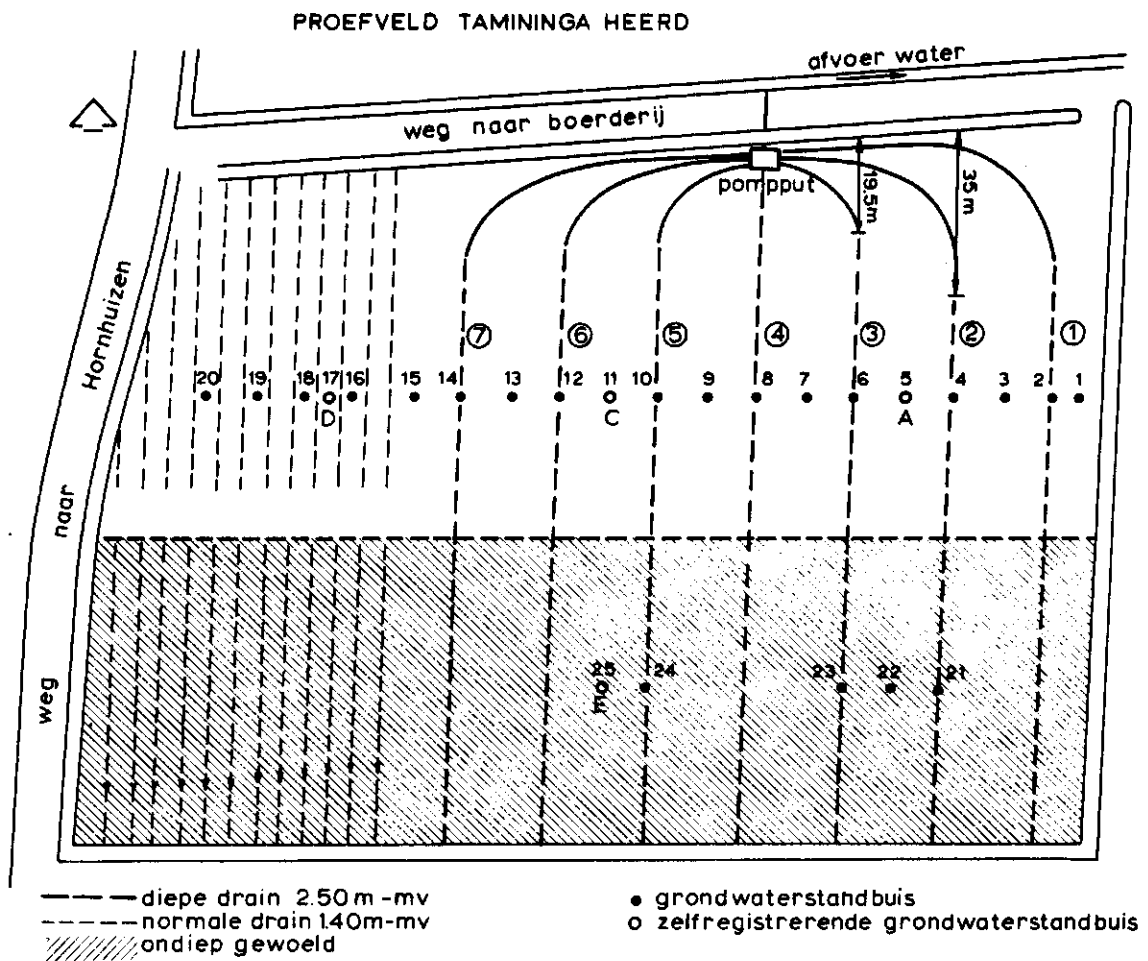 PROEFVELD TAMININGA HEERD
afvoer water
weg naar boerderij
pompput
19.5m
35m
Hornhuizen
naar
weg
7 6 5 4 3 2 1
20 19 18 17 16 15 14 13 12 11 10 9 8 7 6 5 4 3 2 1
D C A
25 24 23 22 21
B
diepe drain 2.50m-mv
normale drain 1.40m-mv
ondiep gewoeld
grondwaterstandbuis
zelfregistrerende grondwaterstandbuis